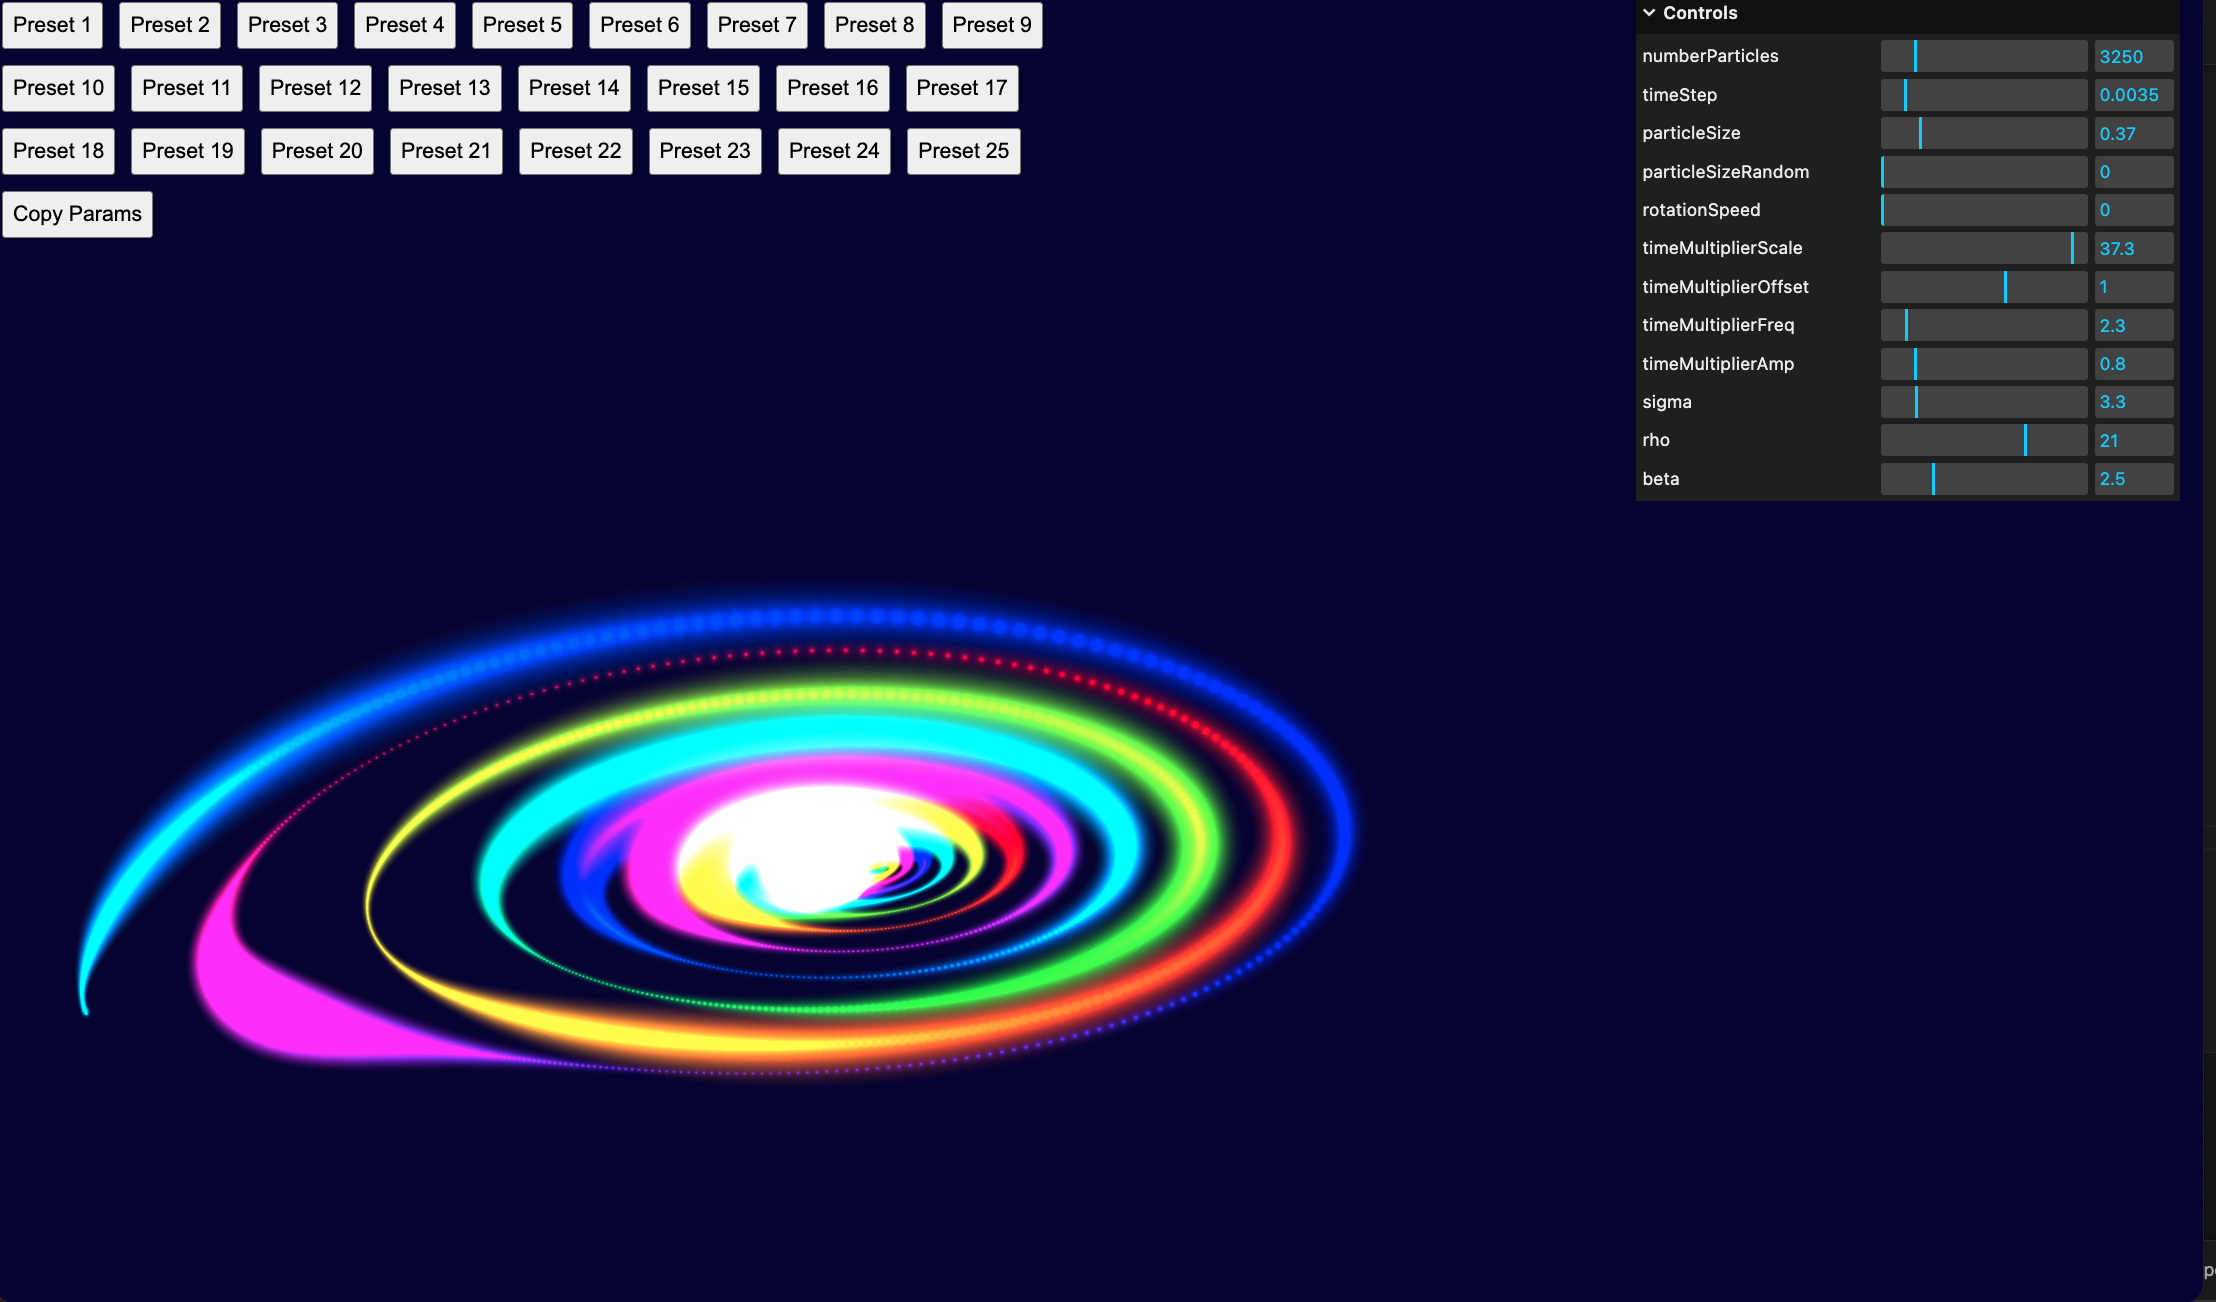 Preset 1 Preset 2 Preset 3 Preset 4 Preset 5 Preset 6 Preset 7 Preset 8 Preset 9
Preset 10 Preset 11 Preset 12 Preset 13 Preset 14 Preset 15 Preset 16 Preset 17
Preset 18 Preset 19 Preset 20 Preset 21 Preset 22 Preset 23 Preset 24 Preset 25
Copy Params
Controls
numberParticles 3250
timeStep 0.0035
particleSize 0.37
particleSizeRandom 0
rotationSpeed 0
timeMultiplierScale 37.3
timeMultiplierOffset 1
timeMultiplierFreq 2.3
timeMultiplierAmp 0.8
sigma 3.3
rho 21
beta 2.5